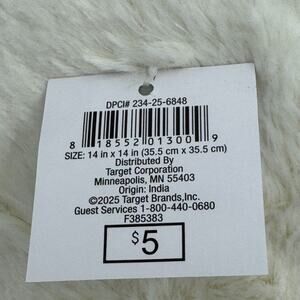 DPCI# 234-25-6848
8 18552 01300 9
SIZE: 14 in x 14 in (35.5 cm x 35.5 cm)
Distributed By
Target Corporation
Minneapolis, MN 55403
Origin: India
©2025 Target Brands,Inc.
Guest Services 1-800-440-0680
F385383
$5